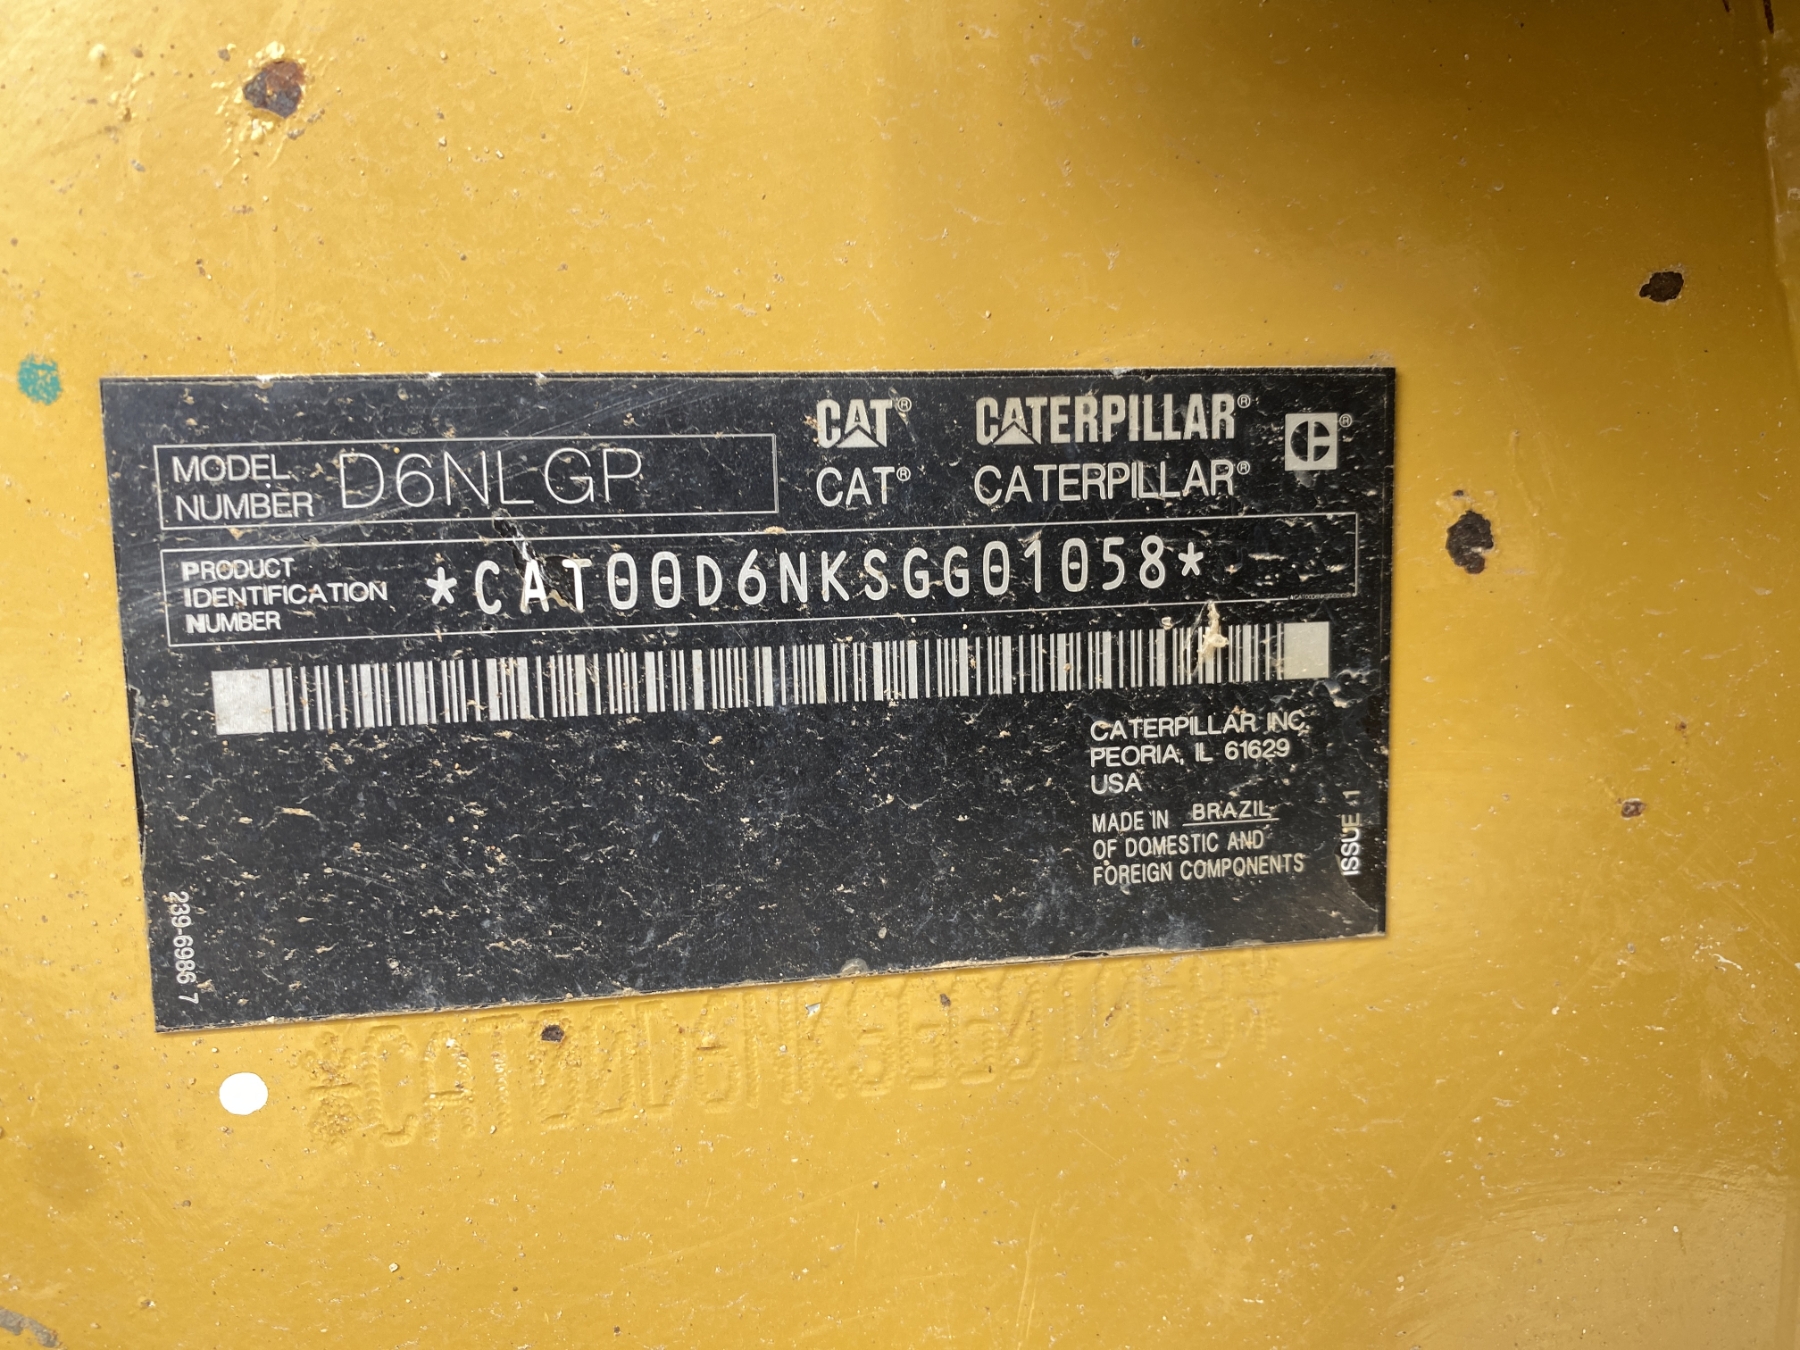 MODEL
NUMBER D6NLGP
CAT® CATERPILLAR® ®
CAT® CATERPILLAR®
PRODUCT
IDENTIFICATION
NUMBER
*CAT00D6NKSGG01058*
CATERPILLAR INC.
PEORIA, IL 61629
USA
MADE IN BRAZIL
OF DOMESTIC AND
FOREIGN COMPONENTS
ISSUE 1
239-6986 7